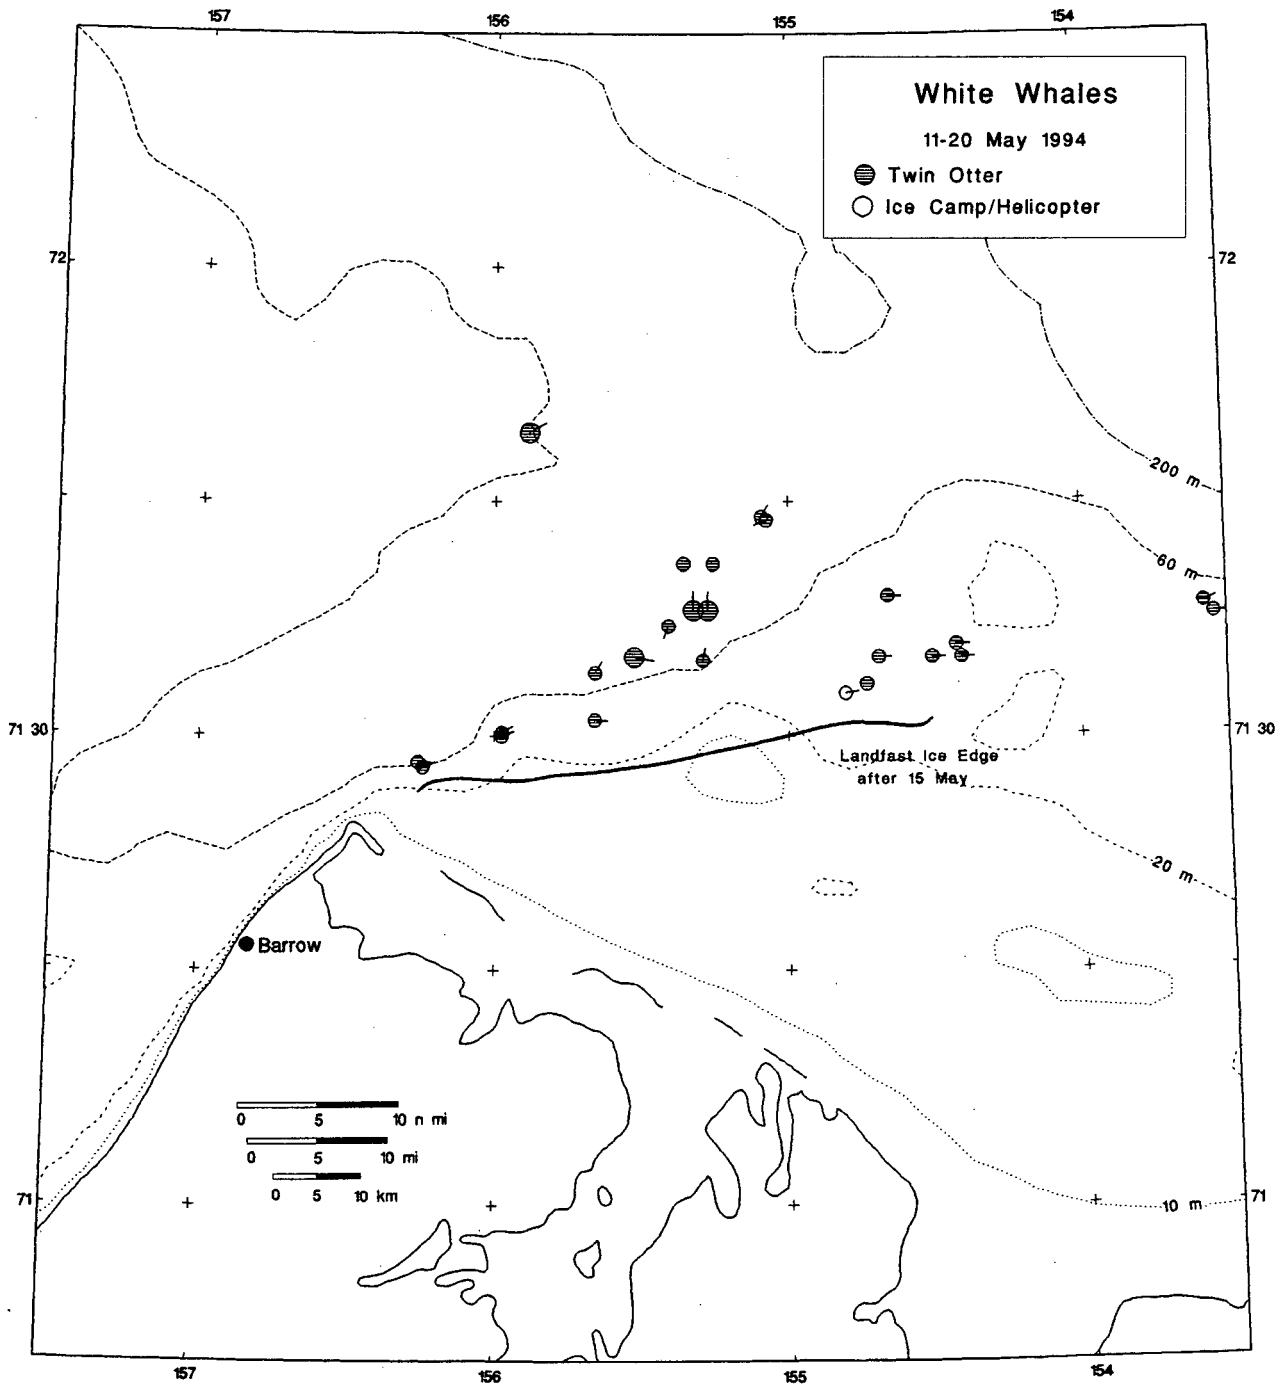 157 156 155 154
White Whales
11-20 May 1994
Twin Otter
Ice Camp/Helicopter
72 72
200 m
60 m
71 30 71 30
Landfast Ice Edge
after 15 May
20 m
Barrow
0 5 10 n mi
0 5 10 mi
0 5 10 km
71 71
10 m
157 156 155 154